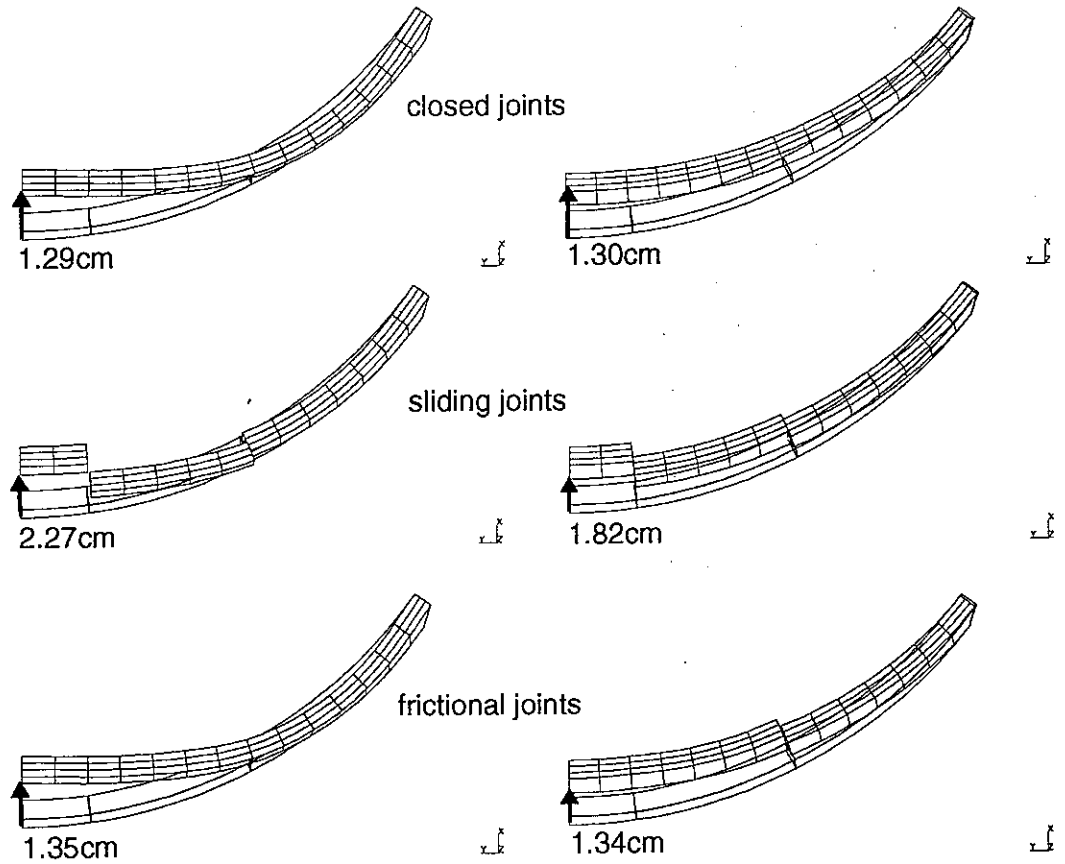 closed joints
1.29cm
1.30cm
sliding joints
2.27cm
1.82cm
frictional joints
1.35cm
1.34cm